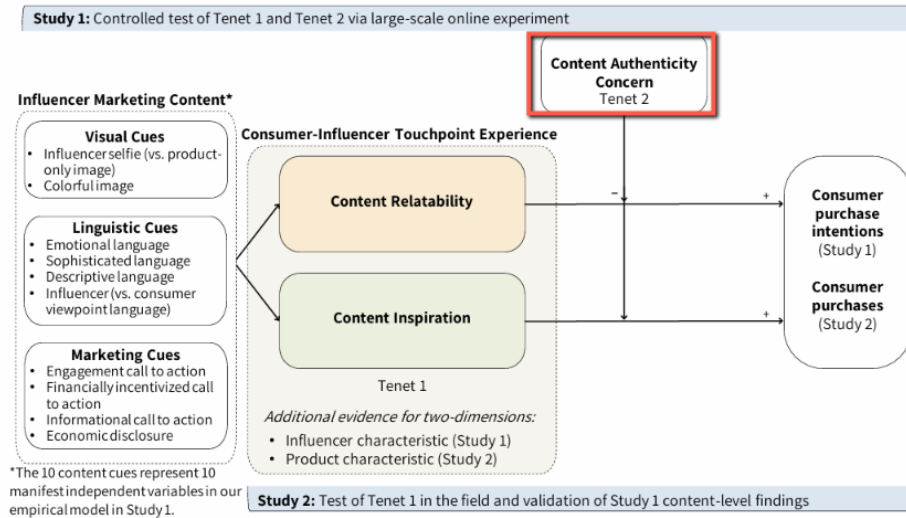 Study 1: Controlled test of Tenet 1 and Tenet 2 via large-scale online experiment
Content Authenticity
Concern
Tenet 2
Influencer Marketing Content*
Visual Cues
• Influencer selfie (vs. product-
only image)
• Colorful image
Linguistic Cues
• Emotional language
• Sophisticated language
• Descriptive language
• Influencer (vs. consumer
viewpoint language)
Marketing Cues
• Engagement call to action
• Financially incentivized call
to action
• Informational call to action
• Economic disclosure
*The 10 content cues represent 10
manifest independent variables in our
empirical model in Study 1.
Consumer-Influencer Touchpoint Experience
Content Relatability
Content Inspiration
Tenet 1
Additional evidence for two-dimensions:
• Influencer characteristic (Study 1)
• Product characteristic (Study 2)
–
+
+
Consumer
purchase
intentions
(Study 1)
Consumer
purchases
(Study 2)
Study 2: Test of Tenet 1 in the field and validation of Study 1 content-level findings